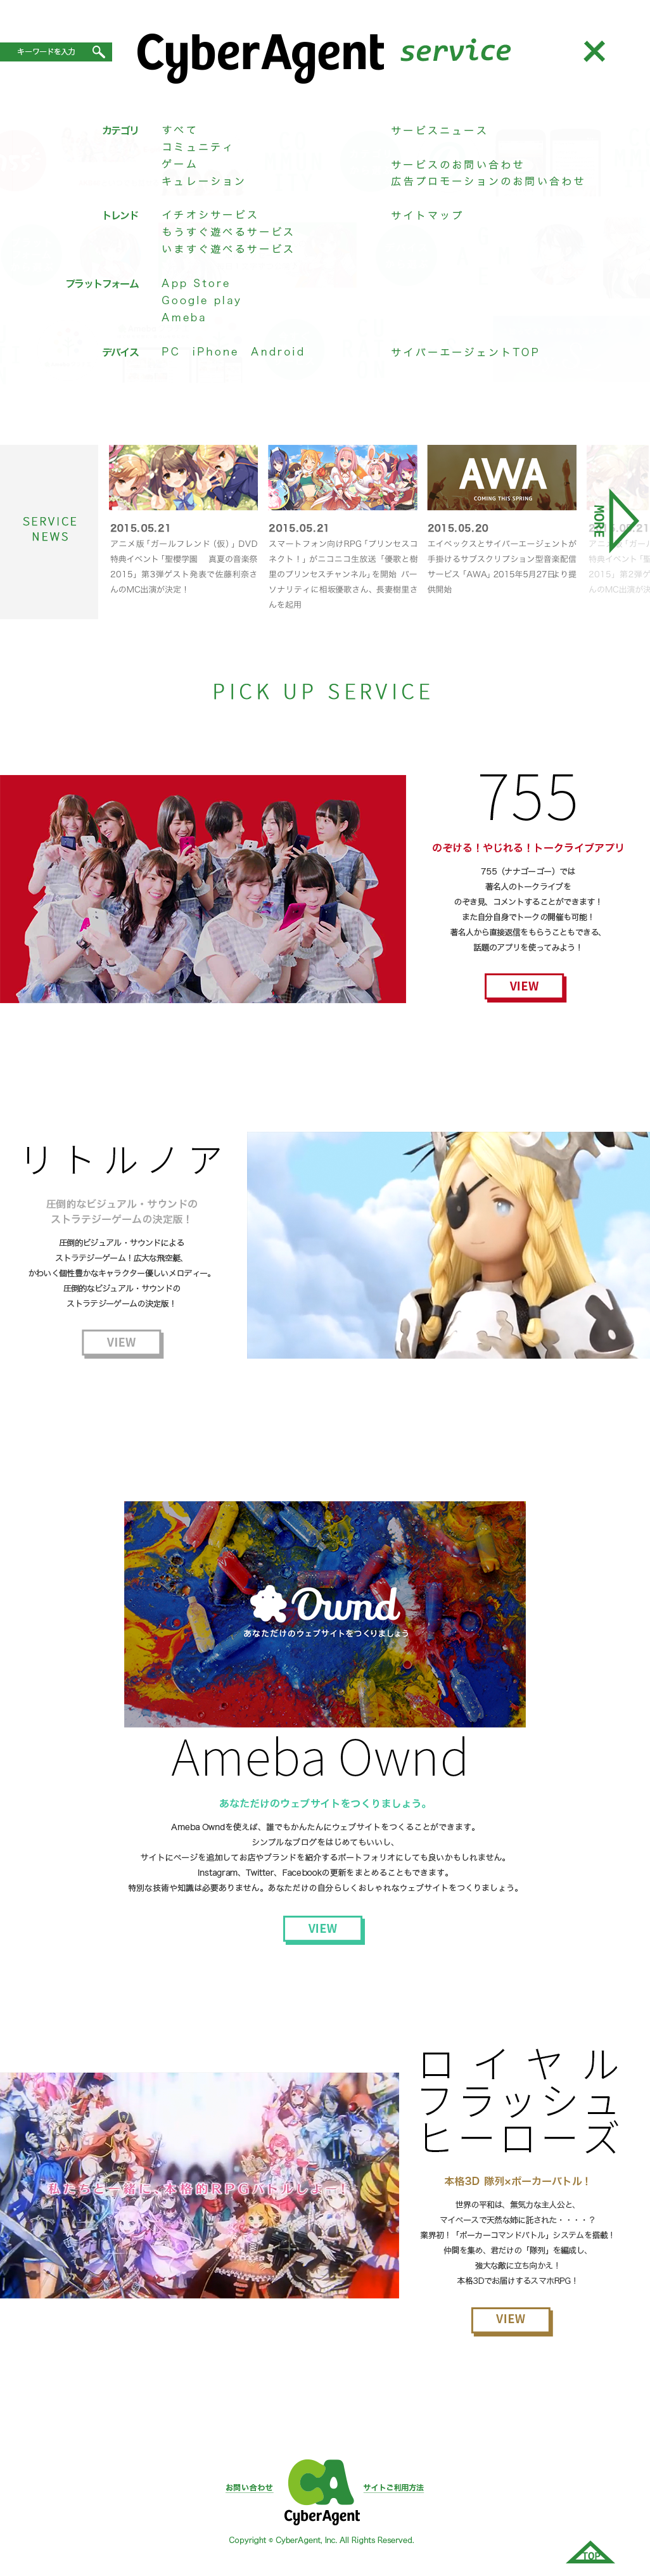 キーワードを入力
CyberAgent service
カテゴリ
すべて
コミュニティ
ゲーム
キュレーション
トレンド
イチオシサービス
もうすぐ遊べるサービス
いますぐ遊べるサービス
プラットフォーム
App Store
Google play
Ameba
デバイス
PC iPhone Android
サービスニュース
サービスのお問い合わせ
広告プロモーションのお問い合わせ
サイトマップ
サイバーエージェントTOP
SERVICE
NEWS
2015.05.21
アニメ版「ガールフレンド（仮）」DVD
特典イベント「聖櫻学園 真夏の音楽祭
2015」第3弾ゲスト発表で佐藤利奈さ
んのMC出演が決定！
2015.05.21
スマートフォン向けRPG「プリンセスコ
ネクト！」がニコニコ生放送「優歌と樹
里のプリンセスチャンネル」を開始 パー
ソナリティに相坂優歌さん、長妻樹里さ
んを起用
AWA
COMING THIS SPRING
2015.05.20
エイベックスとサイバーエージェントが
手掛けるサブスクリプション型音楽配信
サービス「AWA」2015年5月27日より提
供開始
MORE
PICK UP SERVICE
755
のぞける！やじれる！トークライブアプリ
755（ナナゴーゴー）では
著名人のトークライブを
のぞき見、コメントすることができます！
また自分自身でトークの開催も可能！
著名人から直接返信をもらうこともできる、
話題のアプリを使ってみよう！
VIEW
リトルノア
圧倒的なビジュアル・サウンドの
ストラテジーゲームの決定版！
圧倒的ビジュアル・サウンドによる
ストラテジーゲーム！広大な飛空艇、
かわいく個性豊かなキャラクター優しいメロディー。
圧倒的なビジュアル・サウンドの
ストラテジーゲームの決定版！
VIEW
Ownd
あなただけのウェブサイトをつくりましょう
Ameba Ownd
あなただけのウェブサイトをつくりましょう。
Ameba Owndを使えば、誰でもかんたんにウェブサイトをつくることができます。
シンプルなブログをはじめてもいいし、
サイトにページを追加してお店やブランドを紹介するポートフォリオにしても良いかもしれません。
Instagram、Twitter、Facebookの更新をまとめることもできます。
特別な技術や知識は必要ありません。あなただけの自分らしくおしゃれなウェブサイトをつくりましょう。
VIEW
私たちと一緒に、本格的RPGバトルしよー！
ロイヤル
フラッシュ
ヒーローズ
本格3D 隊列×ポーカーバトル！
世界の平和は、無気力な主人公と、
マイペースで天然な姉に託された・・・・？
業界初！「ポーカーコマンドバトル」システムを搭載！
仲間を集め、君だけの「隊列」を編成し、
強大な敵に立ち向かえ！
本格3Dでお届けするスマホRPG！
VIEW
お問い合わせ
CA
CyberAgent
サイトご利用方法
Copyright © CyberAgent, Inc. All Rights Reserved.
TOP